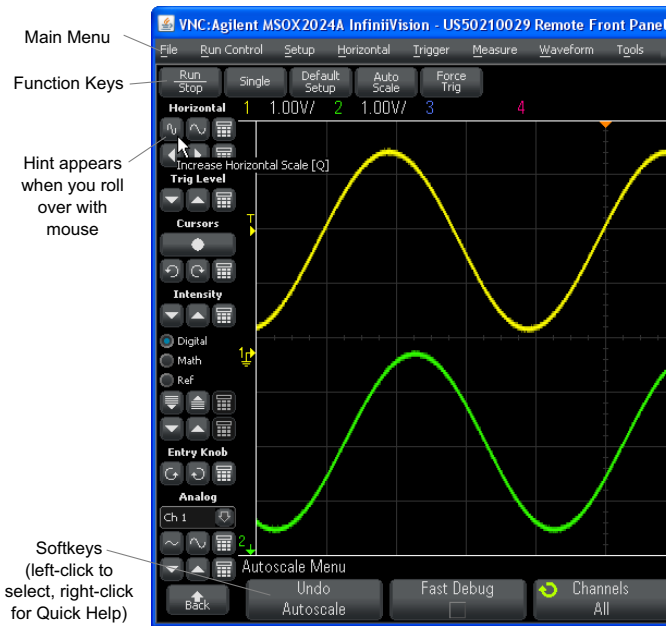 VNC:Agilent MSOX2024A InfiniiVision - US50210029 Remote Front Panel
Main Menu
File Run Control Setup Horizontal Trigger Measure Waveform Tools
Function Keys
Run
Stop
Single
Default
Setup
Auto
Scale
Force
Trig
Horizontal
1 1.00V/ 2 1.00V/ 3 4
Hint appears
when you roll
over with
mouse
Increase Horizontal Scale [Q]
Trig Level
T
Cursors
Intensity
Digital
Math
Ref
1
Entry Knob
Analog
Ch 1
2
Softkeys
(left-click to
select, right-click
for Quick Help)
Autoscale Menu
Back
Undo
Autoscale
Fast Debug
Channels
All